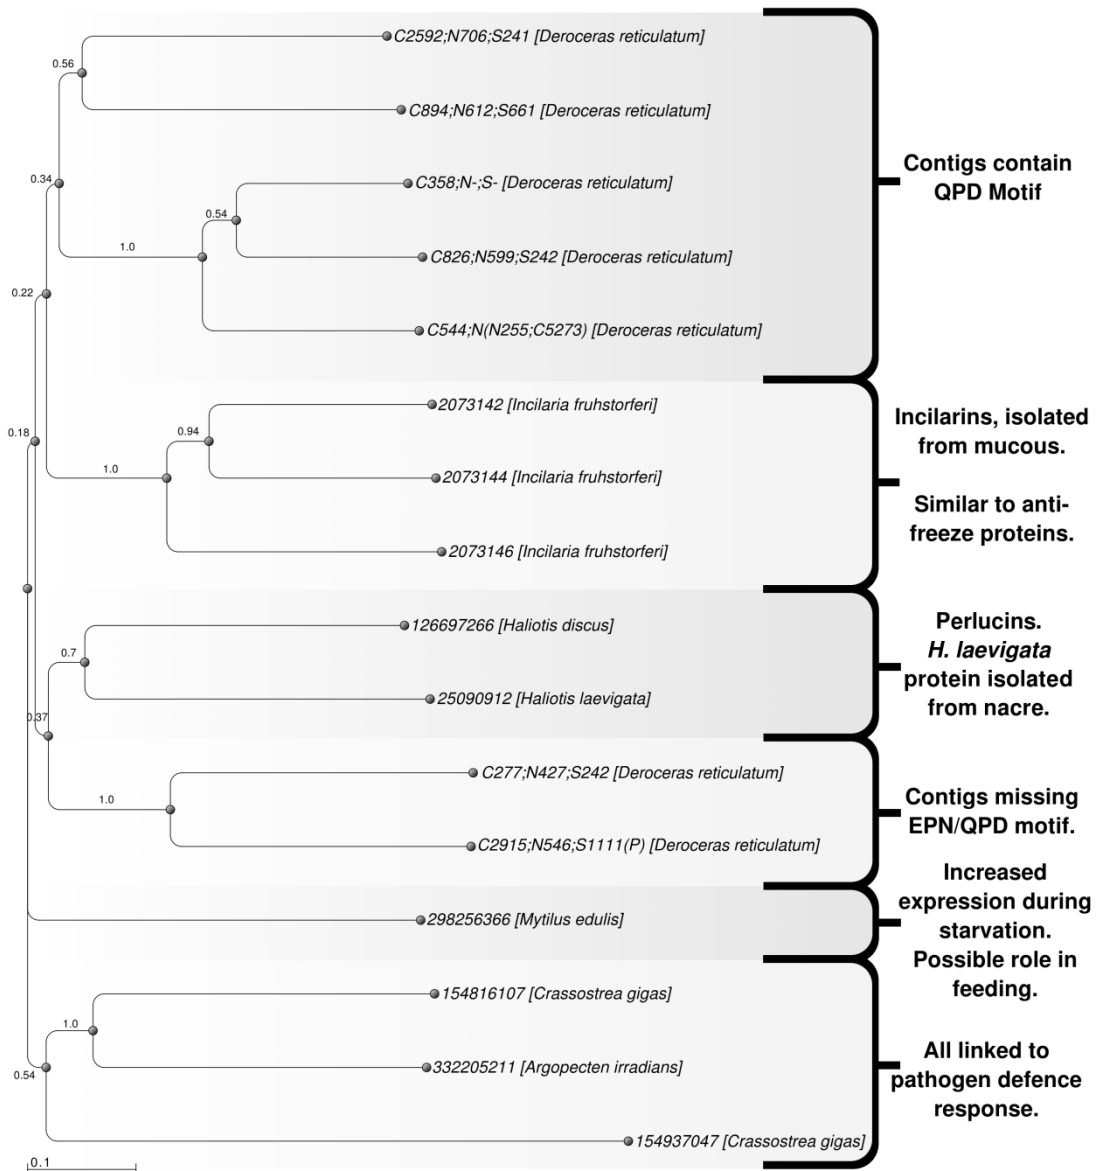 0.56
C2592;N706;S241 [Deroceras reticulatum]
C894;N612;S661 [Deroceras reticulatum]
0.34
C358;N-;S- [Deroceras reticulatum]
0.54
1.0
C826;N599;S242 [Deroceras reticulatum]
C544;N(N255;C5273) [Deroceras reticulatum]
Contigs contain
QPD Motif
0.22
2073142 [Incilaria fruhstorferi]
0.94
0.18
1.0
2073144 [Incilaria fruhstorferi]
2073146 [Incilaria fruhstorferi]
Incilarins, isolated
from mucous.
Similar to anti-
freeze proteins.
126697266 [Haliotis discus]
0.7
25090912 [Haliotis laevigata]
0.37
Perlucins.
H. laevigata
protein isolated
from nacre.
C277;N427;S242 [Deroceras reticulatum]
1.0
C2915;N546;S1111(P) [Deroceras reticulatum]
Contigs missing
EPN/QPD motif.
298256366 [Mytilus edulis]
Increased
expression during
starvation.
Possible role in
feeding.
154816107 [Crassostrea gigas]
1.0
332205211 [Argopecten irradians]
0.54
154937047 [Crassostrea gigas]
All linked to
pathogen defence
response.
0.1